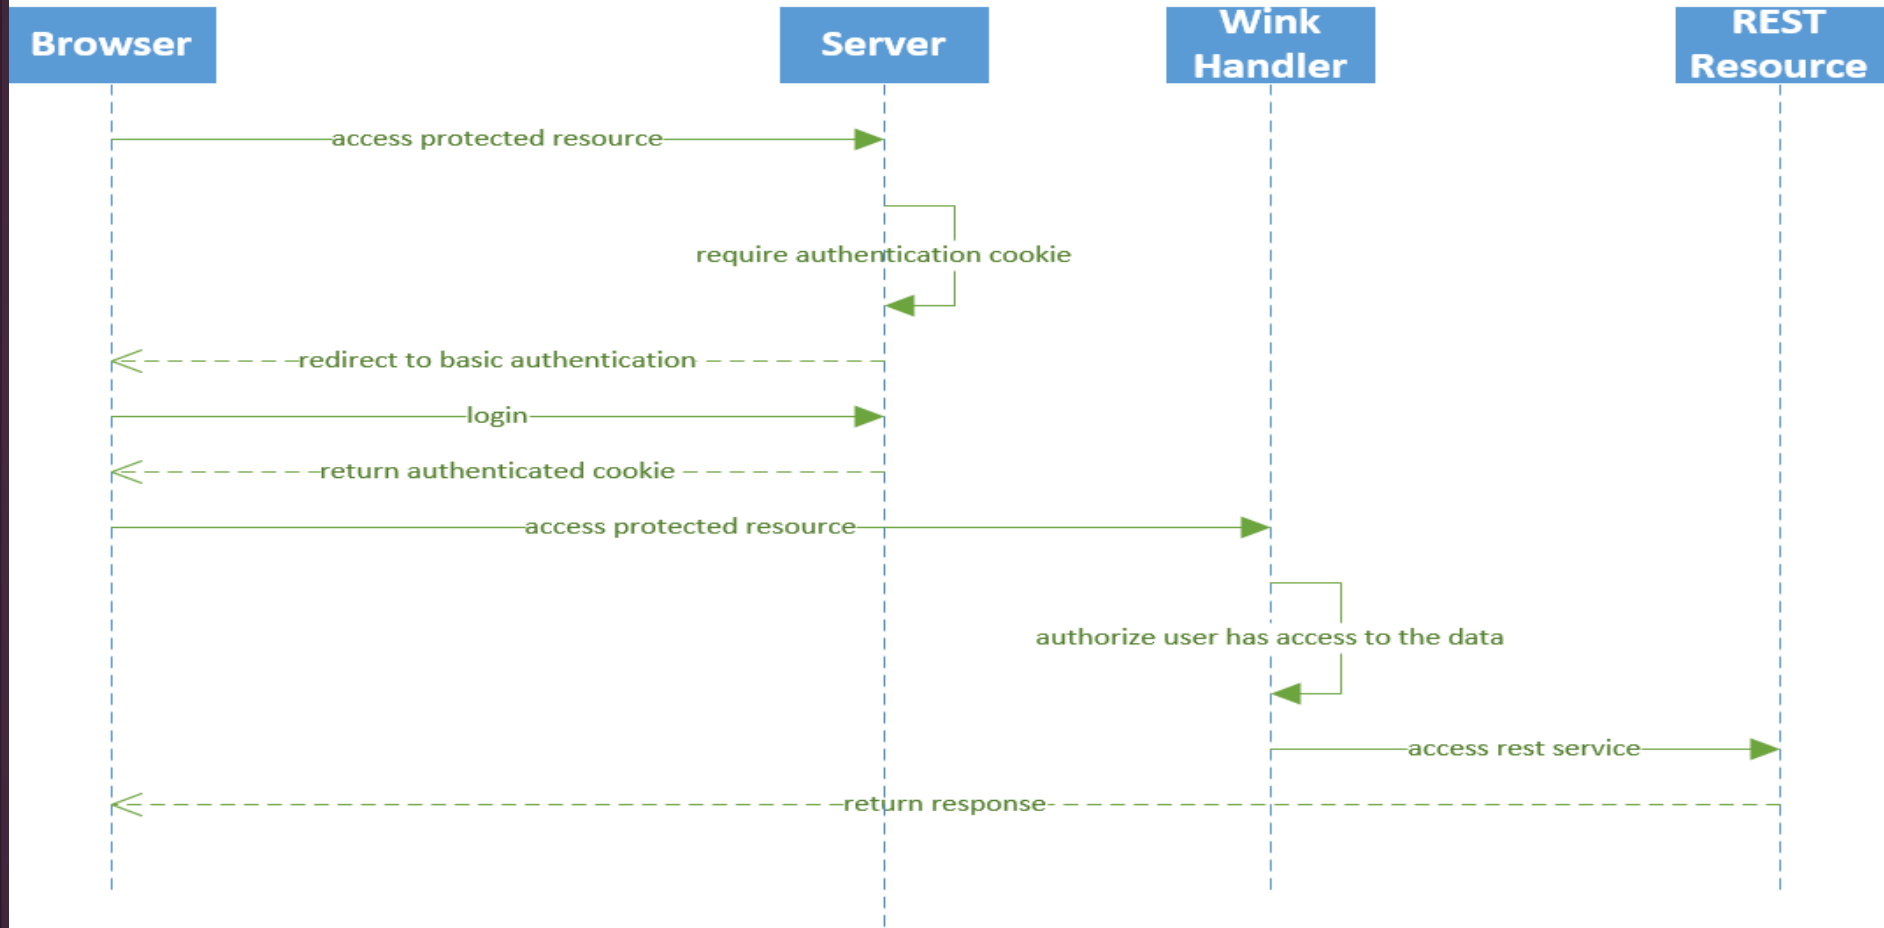 Browser
Server
Wink
Handler
REST
Resource
access protected resource
require authentication cookie
redirect to basic authentication
login
return authenticated cookie
access protected resource
authorize user has access to the data
access rest service
return response